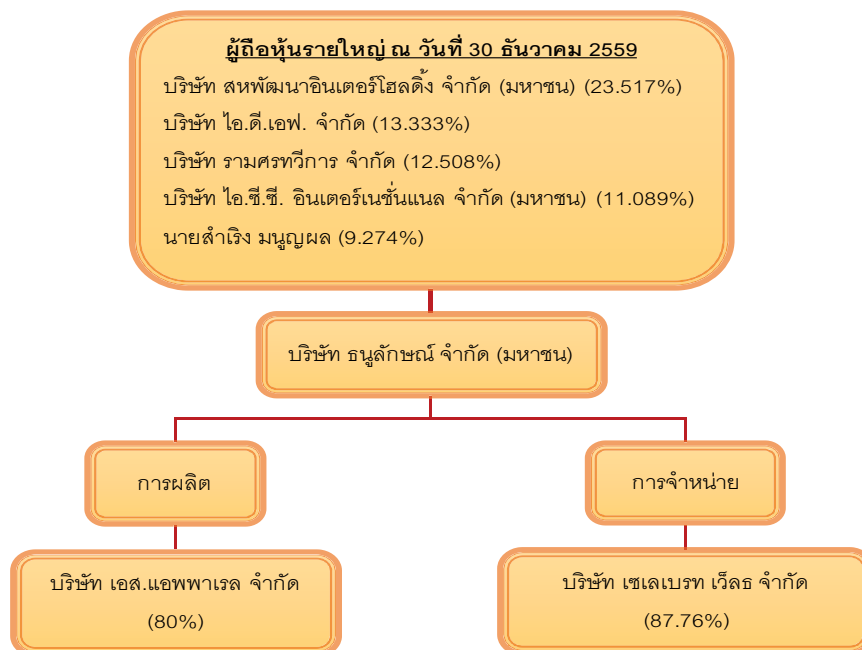 ผู้ถือหุ้นรายใหญ่ ณ วันที่ 30 ธันวาคม 2559
บริษัท สหพัฒนาอินเตอร์โฮลดิ้ง จำกัด (มหาชน) (23.517%)
บริษัท ไอ.ดี.เอฟ. จำกัด (13.333%)
บริษัท รามศรทวีการ จำกัด (12.508%)
บริษัท ไอ.ซี.ซี. อินเตอร์เนชั่นแนล จำกัด (มหาชน) (11.089%)
นายสำเริง มนูญผล (9.274%)
บริษัท ธนูลักษณ์ จำกัด (มหาชน)
การผลิต
การจำหน่าย
บริษัท เอส.แอพพาเรล จำกัด
(80%)
บริษัท เซเลเบรท เว็ลธ จำกัด
(87.76%)